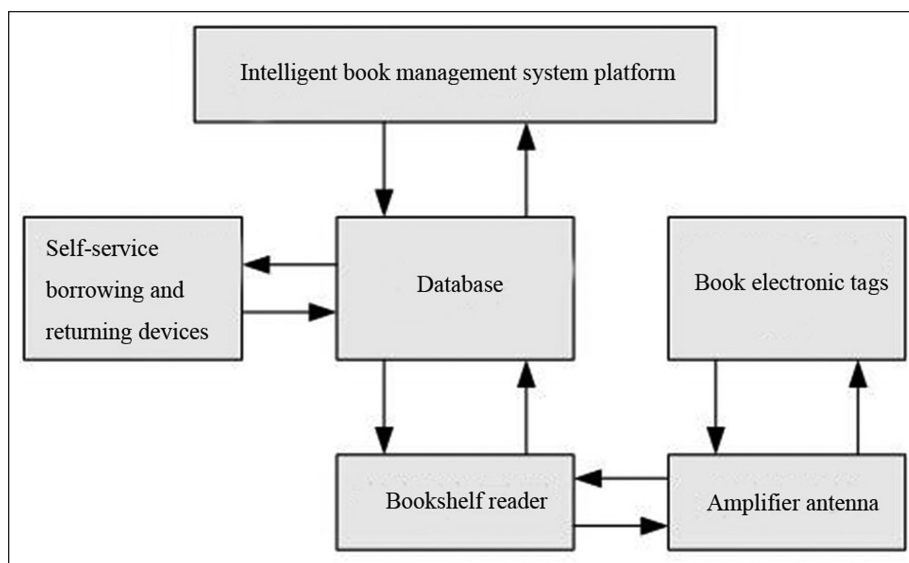 Intelligent book management system platform
Self-service
borrowing and
returning devices
Database
Book electronic tags
Bookshelf reader
Amplifier antenna